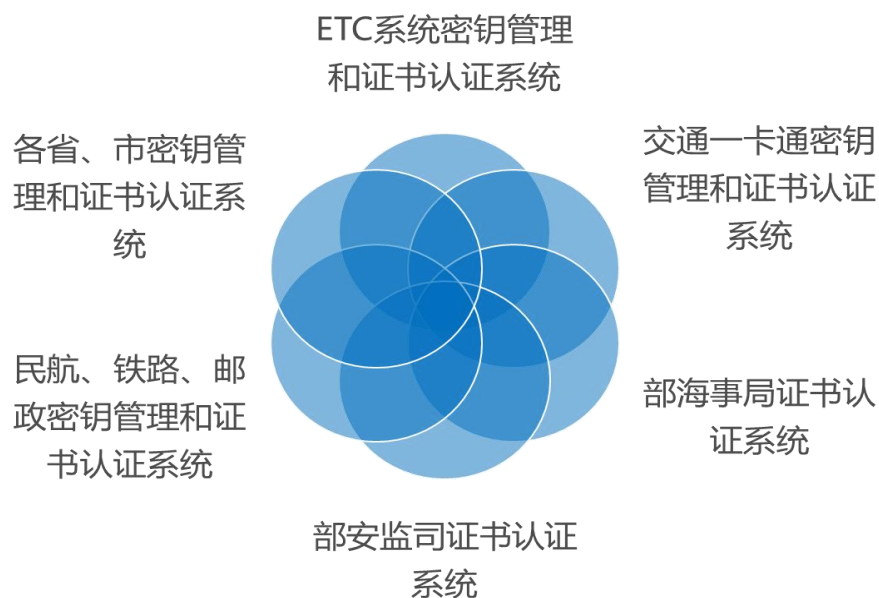 ETC系统密钥管理
和证书认证系统
各省、市密钥管
理和证书认证系
统
交通一卡通密钥
管理和证书认证
系统
民航、铁路、邮
政密钥管理和证
书认证系统
部海事局证书认
证系统
部安监司证书认证
系统